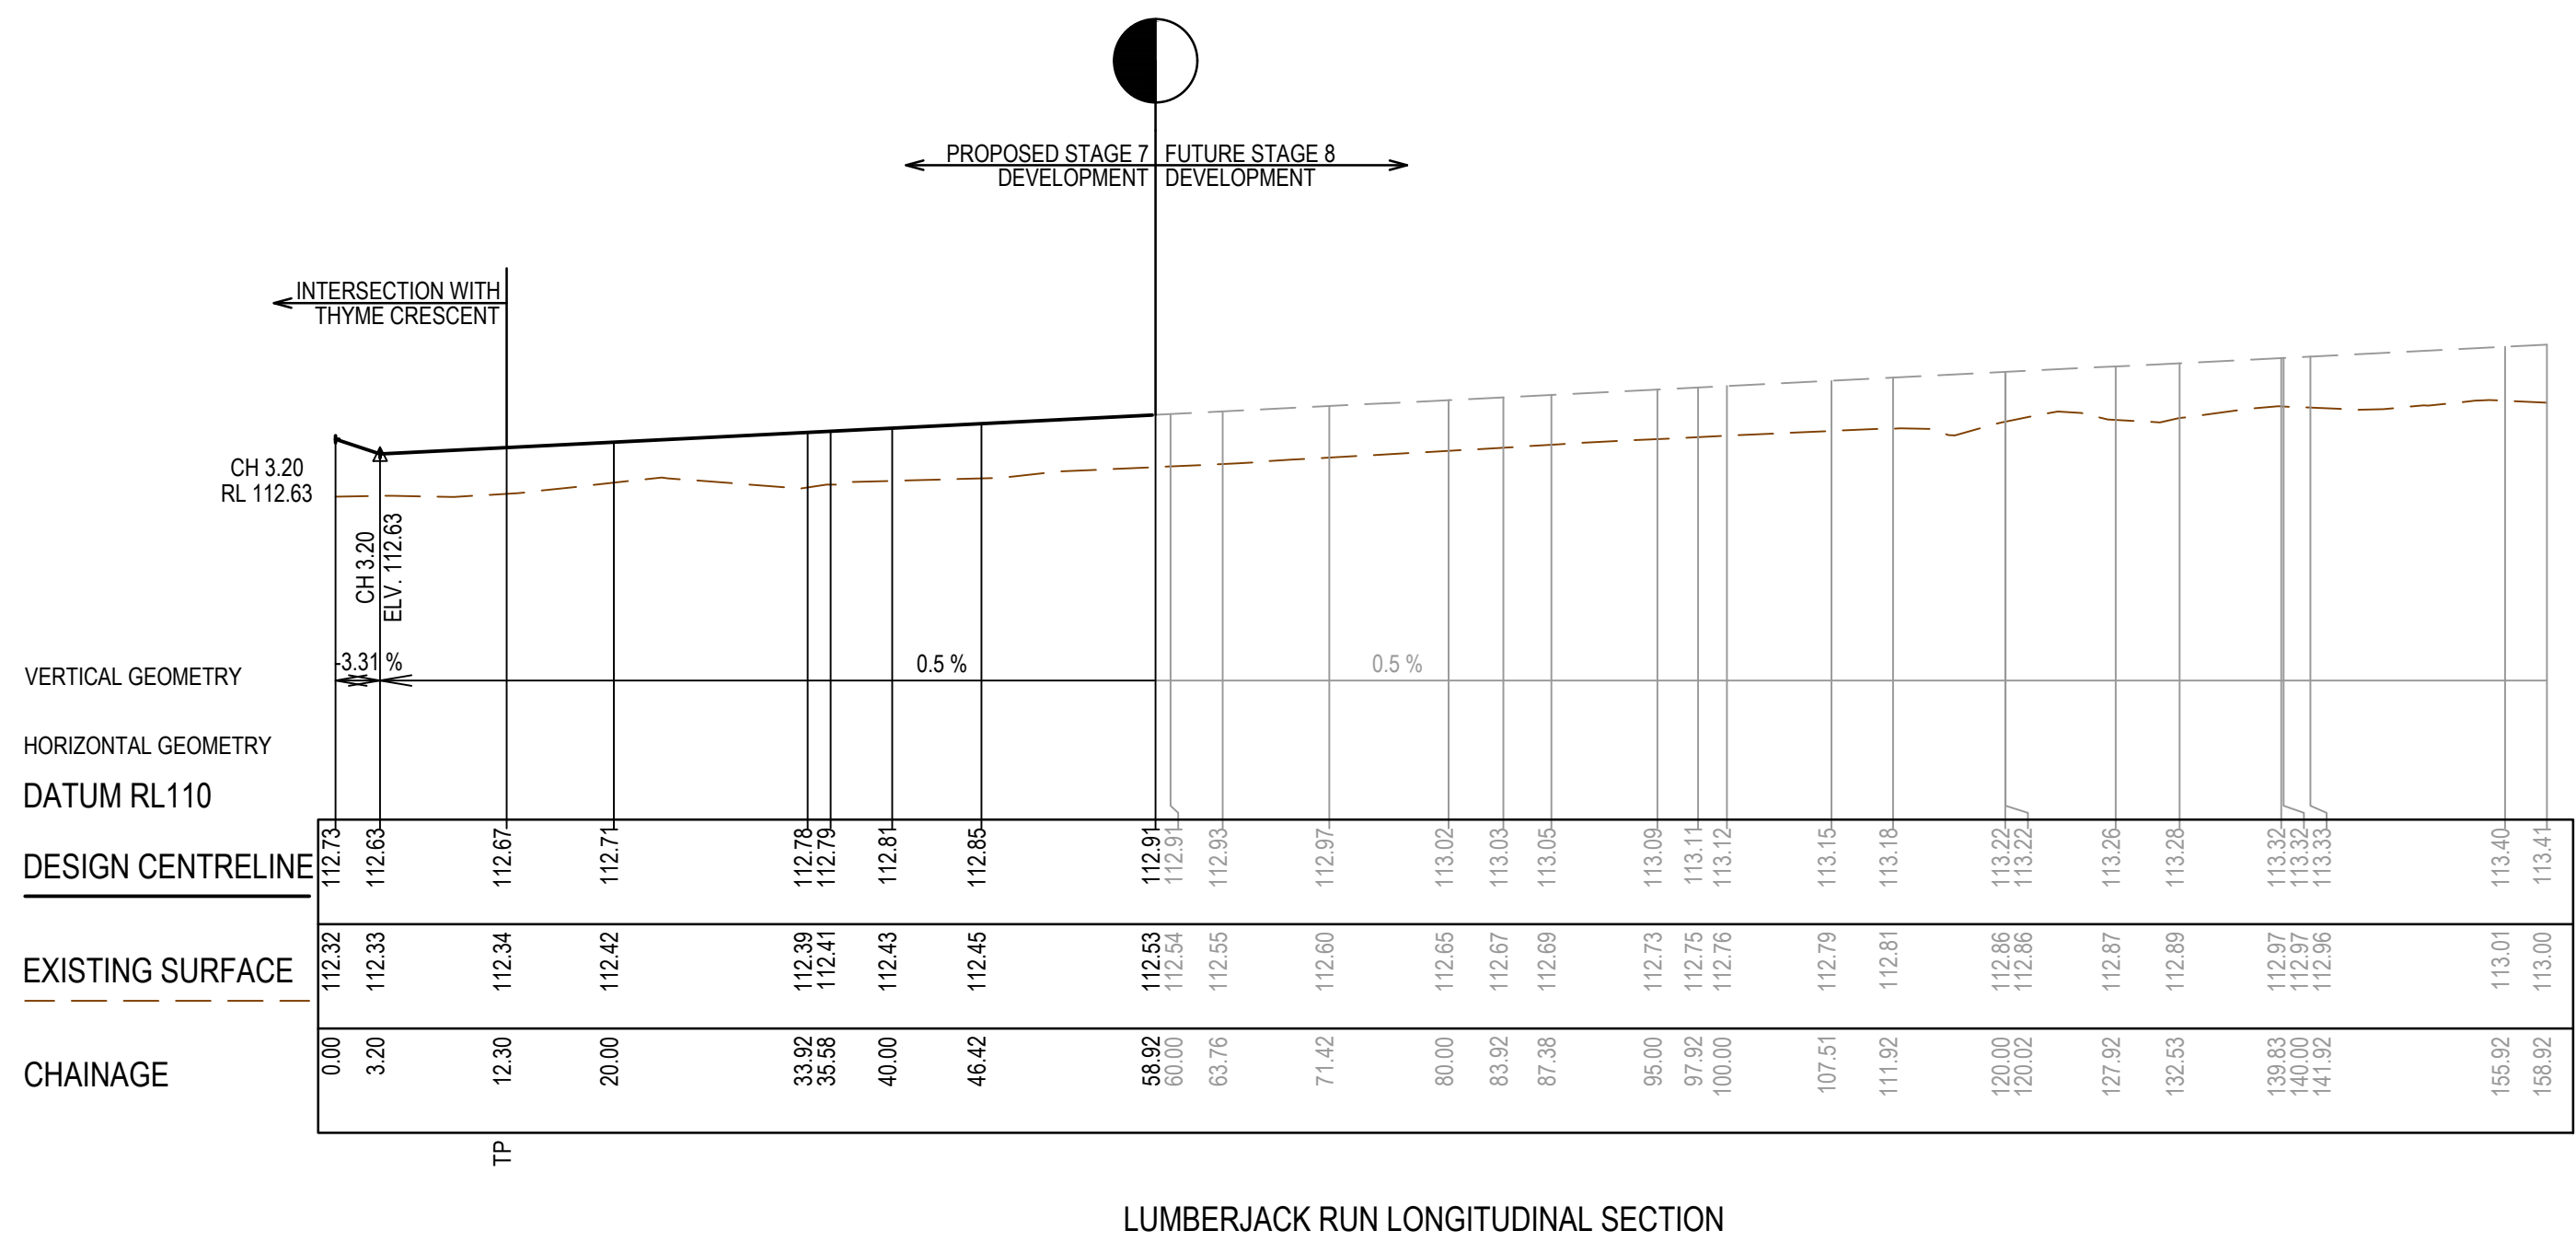 PROPOSED STAGE 7
DEVELOPMENT
FUTURE STAGE 8
DEVELOPMENT
INTERSECTION WITH
THYME CRESCENT
CH 3.20
RL 112.63
CH 3.20
ELV. 112.63
VERTICAL GEOMETRY
-3.31 %
0.5 %
0.5 %
HORIZONTAL GEOMETRY
DATUM RL110
DESIGN CENTRELINE
112.73 112.63 112.67 112.71 112.78 112.79 112.81 112.85 112.91 112.91 112.93 112.97 113.02 113.03 113.05 113.09 113.11 113.12 113.15 113.18 113.22 113.22 113.26 113.28 113.32 113.32 113.33 113.40 113.41
EXISTING SURFACE
112.32 112.33 112.34 112.42 112.39 112.41 112.43 112.45 112.53 112.54 112.55 112.60 112.65 112.67 112.69 112.73 112.75 112.76 112.79 112.81 112.86 112.86 112.87 112.89 112.97 112.97 112.96 113.01 113.00
CHAINAGE
0.00 3.20 12.30 20.00 33.92 35.58 40.00 46.42 58.92 60.00 63.76 71.42 80.00 83.92 87.38 95.00 97.92 100.00 107.51 111.92 120.00 120.02 127.92 132.53 139.83 140.00 141.92 155.92 158.92
TP
LUMBERJACK RUN LONGITUDINAL SECTION